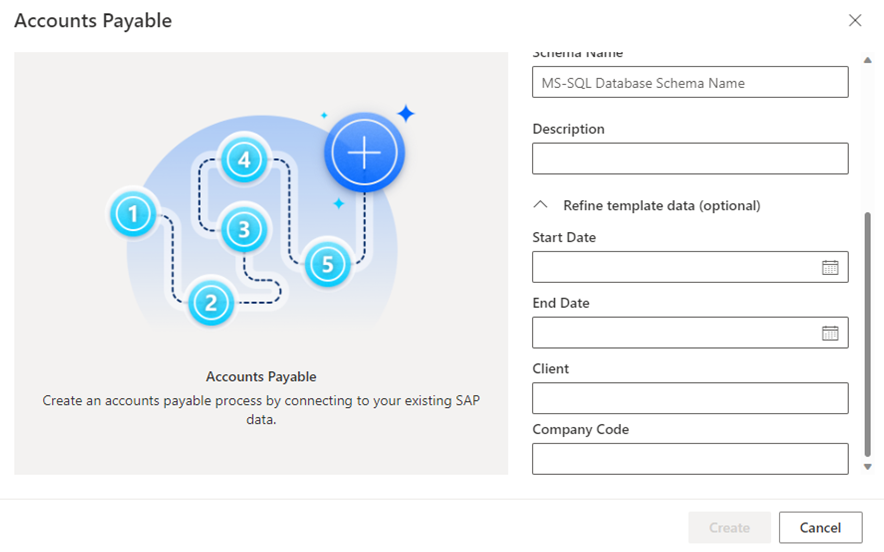 Accounts Payable
4
1
3
5
2
Accounts Payable
Create an accounts payable process by connecting to your existing SAP
data.
Schema Name
MS-SQL Database Schema Name
Description
Refine template data (optional)
Start Date
End Date
Client
Company Code
Create
Cancel